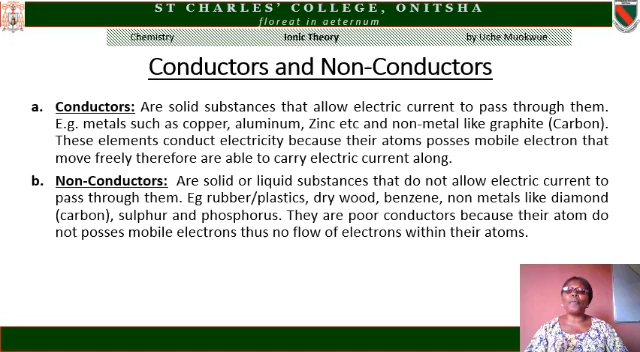 ST CHARLES' COLLEGE, ONITSHA
floreat in aeternum
Chemistry Ionic Theory by Uche Muokwue
Conductors and Non-Conductors
a. Conductors: Are solid substances that allow electric current to pass through them.
E.g. metals such as copper, aluminum, Zinc etc and non-metal like graphite (Carbon).
These elements conduct electricity because their atoms posses mobile electron that
move freely therefore are able to carry electric current along.
b. Non-Conductors: Are solid or liquid substances that do not allow electric current to
pass through them. Eg rubber/plastics, dry wood, benzene, non metals like diamond
(carbon), sulphur and phosphorus. They are poor conductors because their atom do
not posses mobile electrons thus no flow of electrons within their atoms.